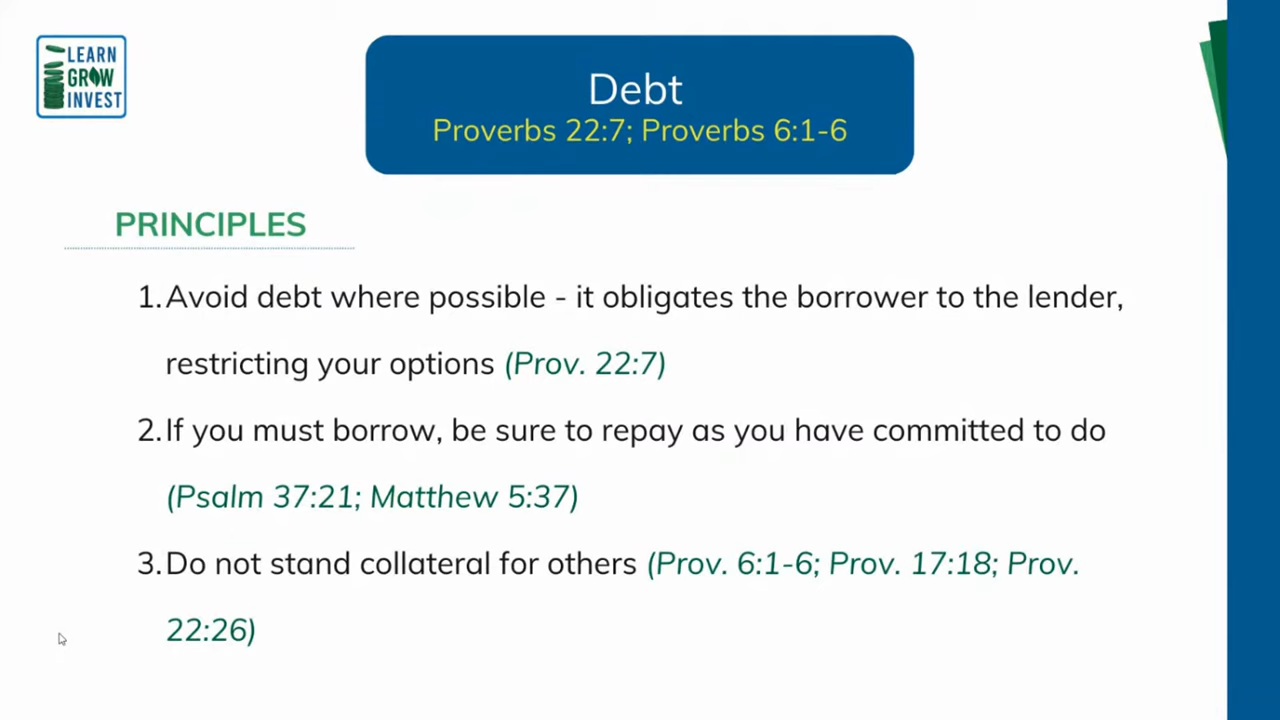 LEARN
GROW
INVEST
Debt
Proverbs 22:7; Proverbs 6:1-6
PRINCIPLES
1. Avoid debt where possible - it obligates the borrower to the lender,
restricting your options (Prov. 22:7)
2. If you must borrow, be sure to repay as you have committed to do
(Psalm 37:21; Matthew 5:37)
3. Do not stand collateral for others (Prov. 6:1-6; Prov. 17:18; Prov.
22:26)